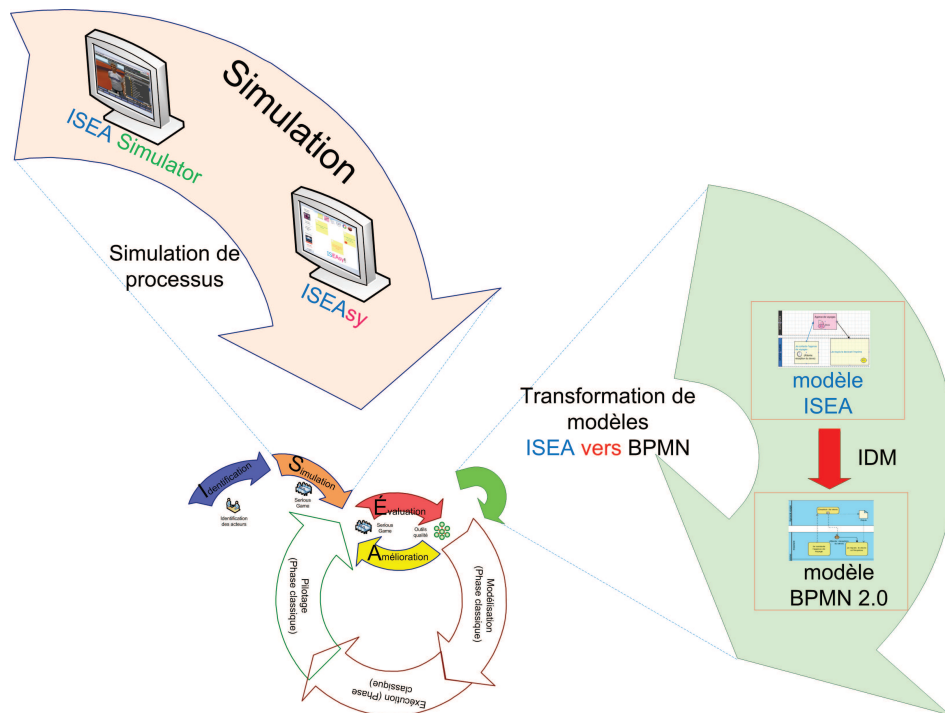 Simulation
ISEA Simulator
ISEAsy
Simulation de
processus
Transformation de
modèles
ISEA vers BPMN
modèle
ISEA
IDM
modèle
BPMN 2.0
Identification
Identification
des acteurs
Simulation
Serious
Game
Évaluation
Serious
Game
Outils
qualité
Amélioration
Pilotage
(Phase classique)
Modélisation
(Phase classique)
Exécution (Phase
classique)